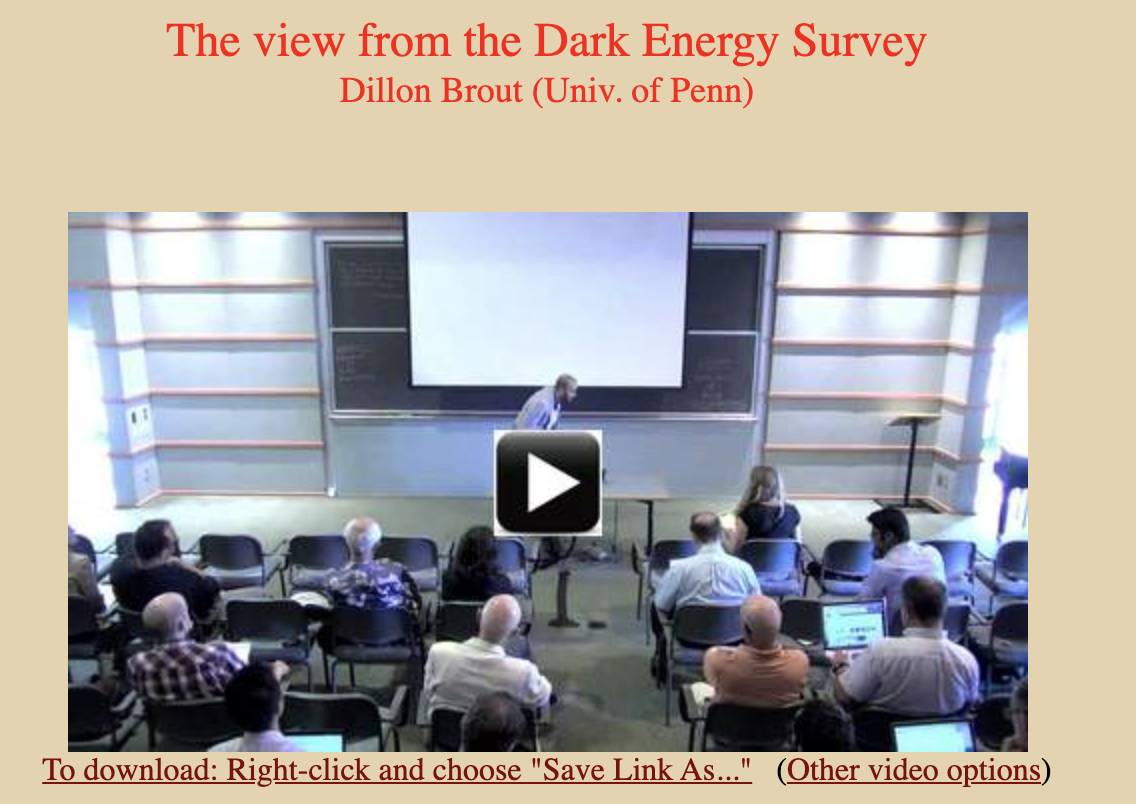 The view from the Dark Energy Survey
Dillon Brout (Univ. of Penn)
To download: Right-click and choose "Save Link As..." (Other video options)